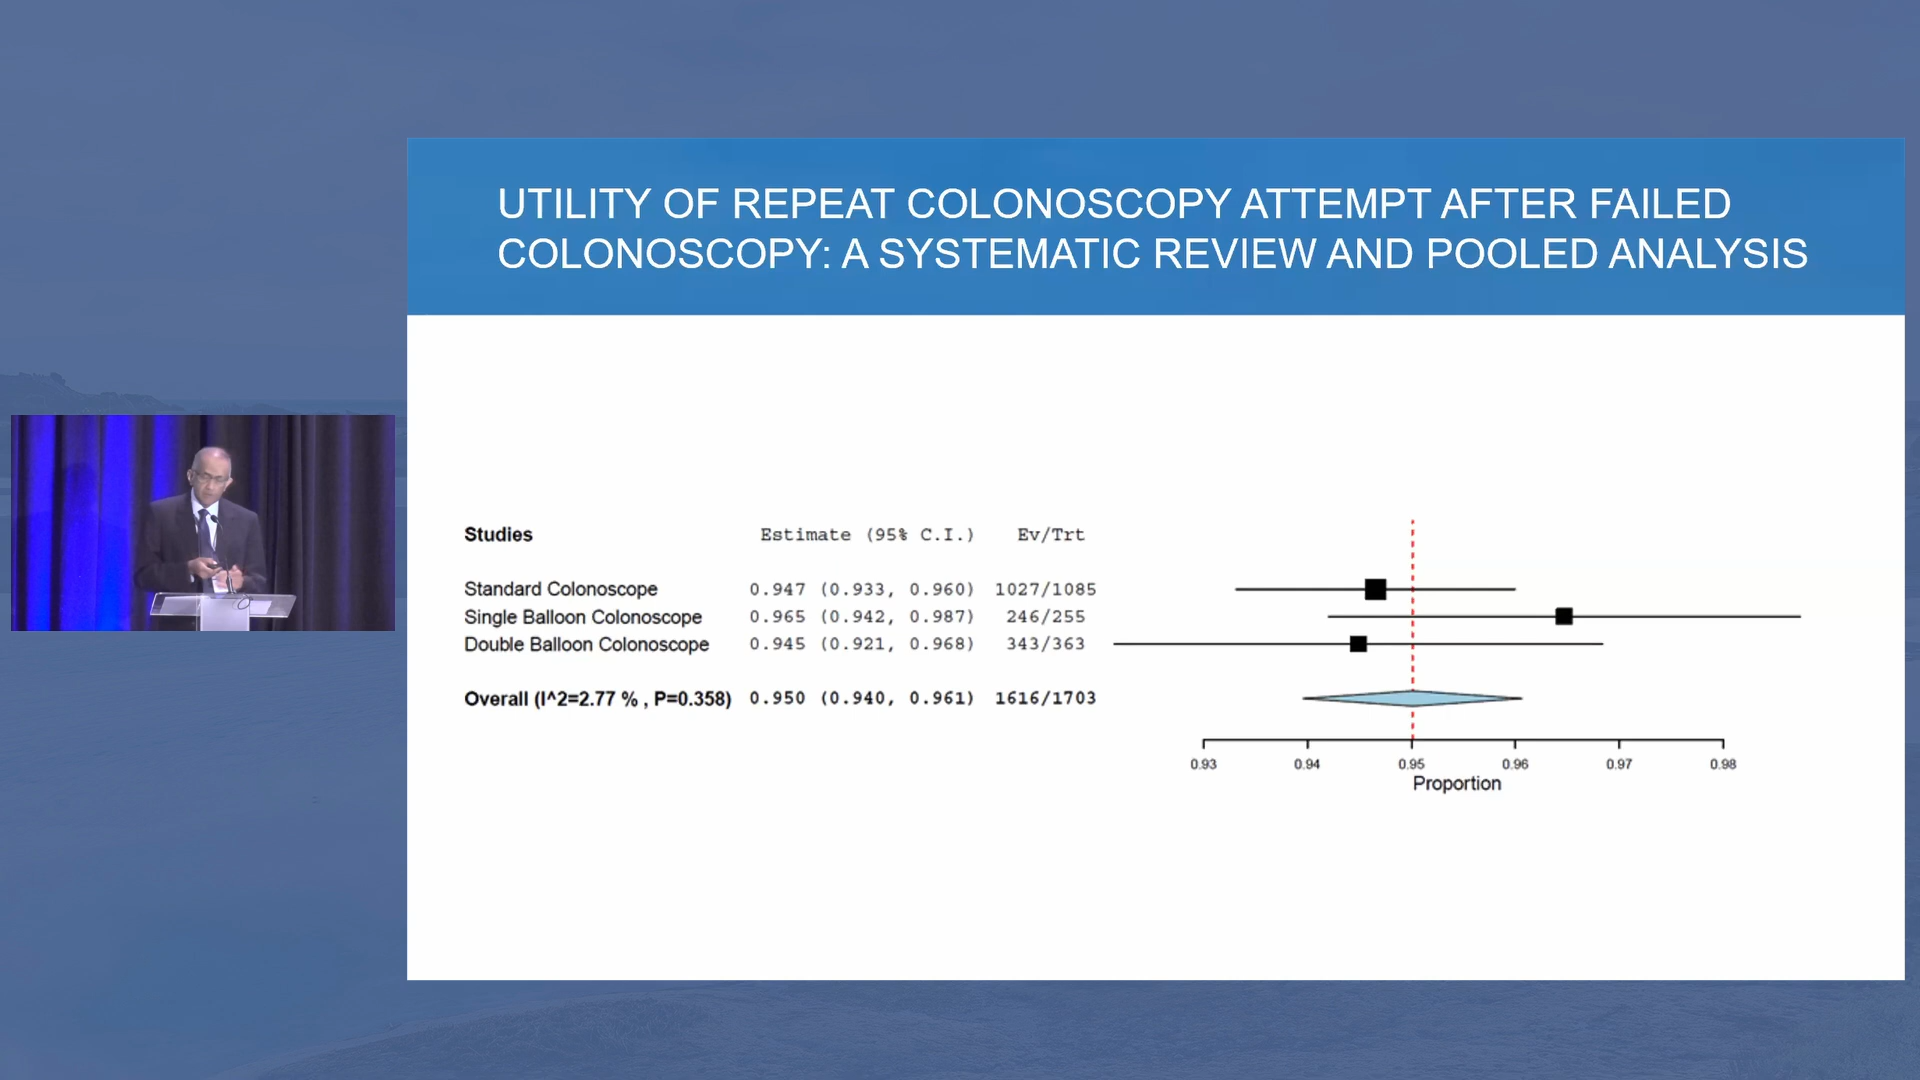 UTILITY OF REPEAT COLONOSCOPY ATTEMPT AFTER FAILED
COLONOSCOPY: A SYSTEMATIC REVIEW AND POOLED ANALYSIS
Studies Estimate (95% C.I.) Ev/Trt
Standard Colonoscope 0.947 (0.933, 0.960) 1027/1085
Single Balloon Colonoscope 0.965 (0.942, 0.987) 246/255
Double Balloon Colonoscope 0.945 (0.921, 0.968) 343/363
Overall (I^2=2.77 % , P=0.358) 0.950 (0.940, 0.961) 1616/1703
0.93 0.94 0.95 0.96 0.97 0.98
Proportion